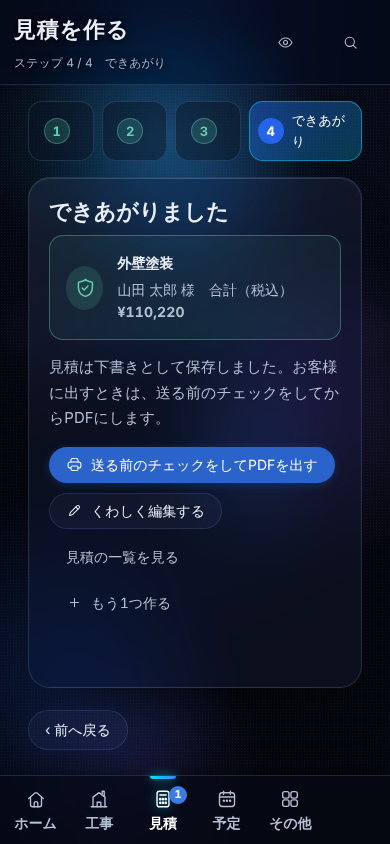 見積を作る
ステップ 4 / 4　できあがり
1
2
3
4
できあが
り
できあがりました
外壁塗装
山田 太郎 様　合計（税込）
¥110,220
見積は下書きとして保存しました。お客様
に出すときは、送る前のチェックをしてか
らPDFにします。
送る前のチェックをしてPDFを出す
くわしく編集する
見積の一覧を見る
もう1つ作る
‹ 前へ戻る
1
ホーム
工事
見積
予定
その他